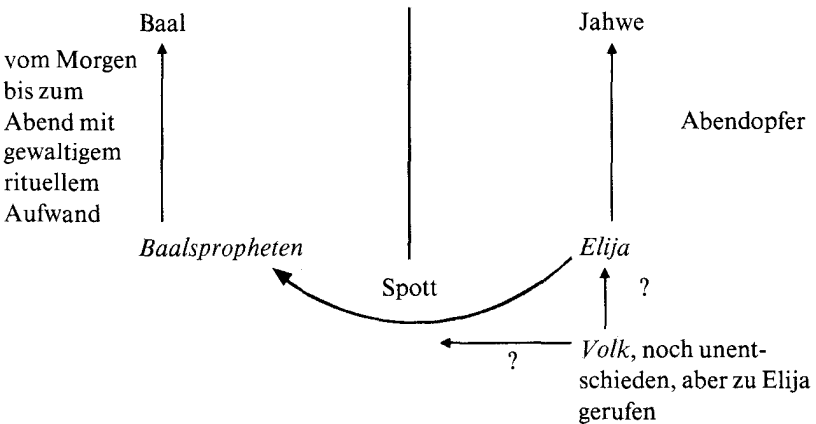 Baal
Jahwe
vom Morgen
bis zum
Abend mit
gewaltigem
rituellem
Aufwand
Abendopfer
Baalspropheten
Elija
Spott
?
?
Volk, noch unent-
schieden, aber zu Elija
gerufen